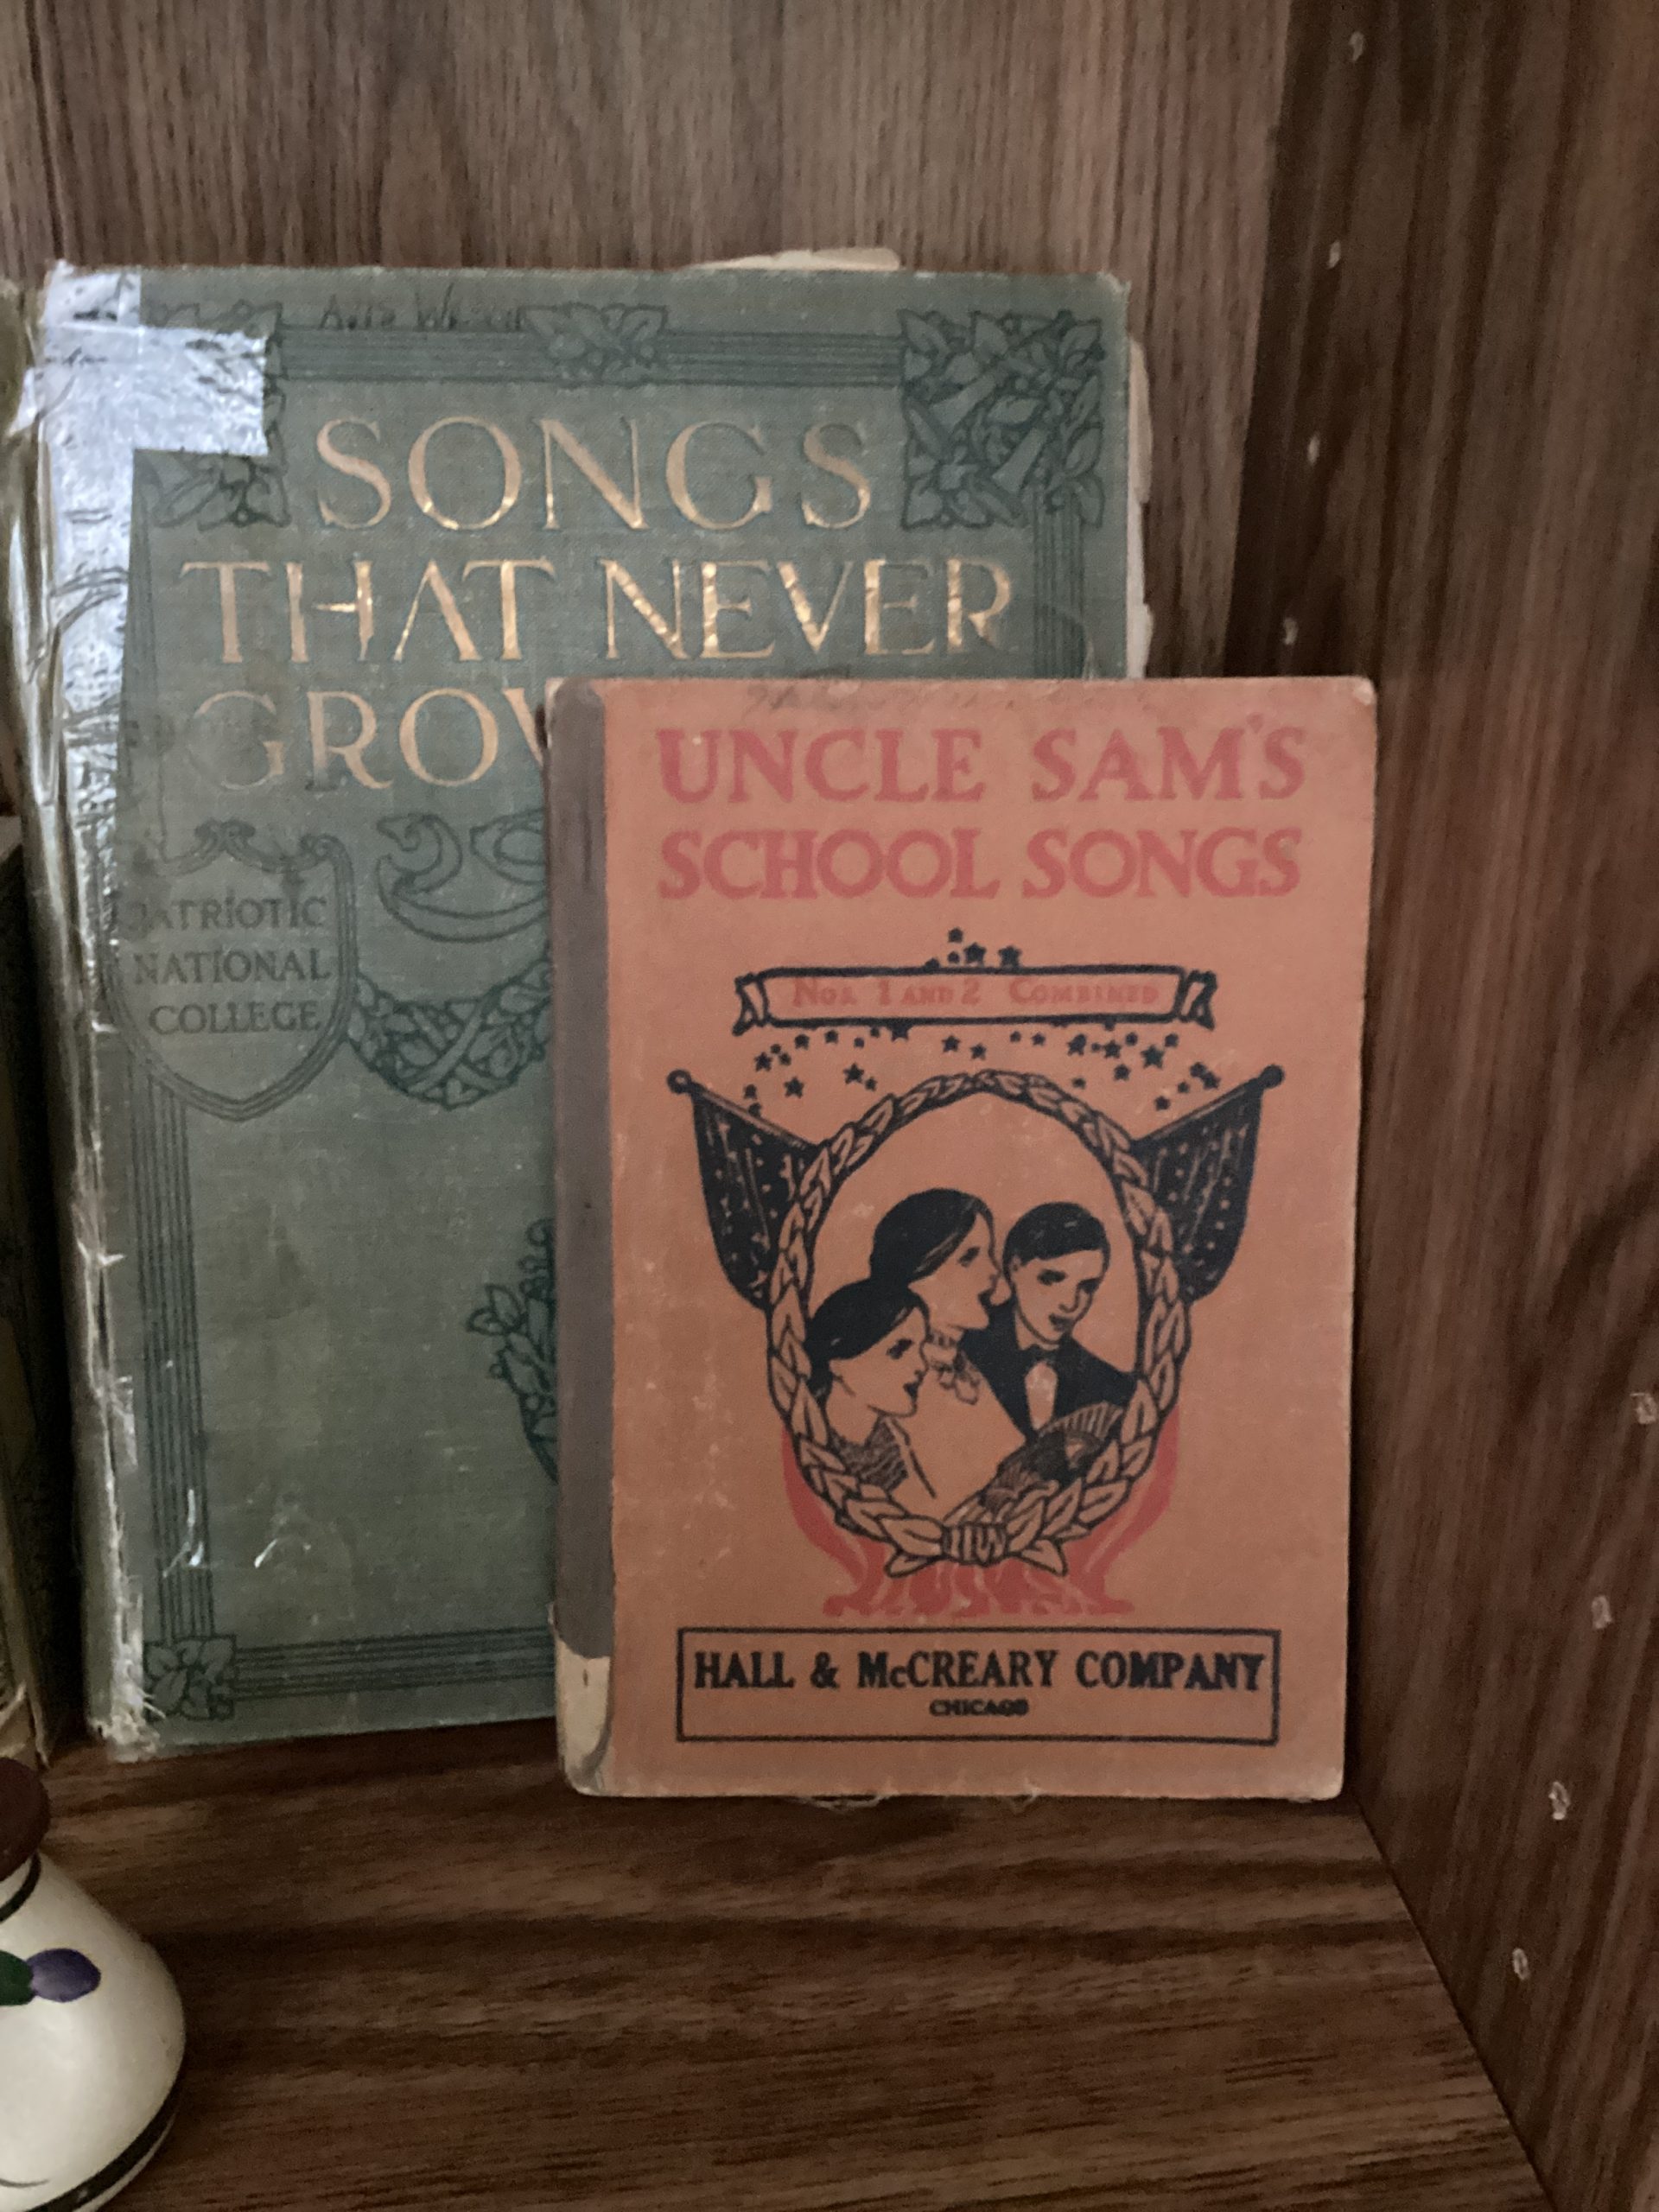 SONGS
THAT NEVER
GROW
PATRIOTIC
NATIONAL
COLLEGE
UNCLE SAM'S
SCHOOL SONGS
Nos. 1 AND 2 COMBINED
HALL & McCREARY COMPANY
CHICAGO